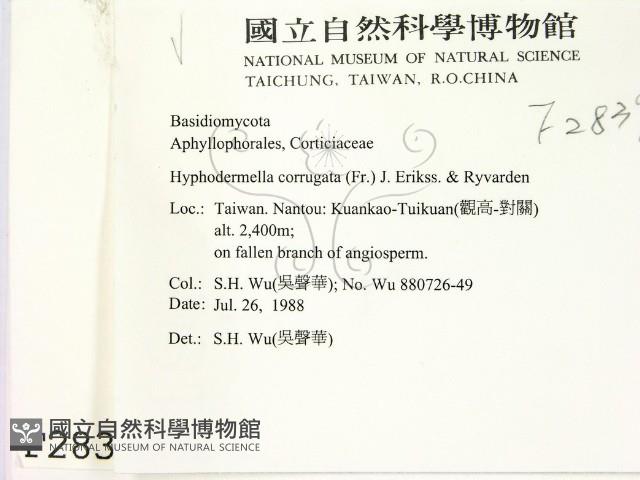 國立自然科學博物館
NATIONAL MUSEUM OF NATURAL SCIENCE
TAICHUNG, TAIWAN, R.O.CHINA
F283
Basidiomycota
Aphyllophorales, Corticiaceae
Hyphodermella corrugata (Fr.) J. Erikss. & Ryvarden
Loc.: Taiwan. Nantou: Kuankao-Tuikuan(觀高-對關)
alt. 2,400m;
on fallen branch of angiosperm.
Col.: S.H. Wu(吳聲華); No. Wu 880726-49
Date: Jul. 26, 1988
Det.: S.H. Wu(吳聲華)
國立自然科學博物館
NATIONAL MUSEUM OF NATURAL SCIENCE
F283